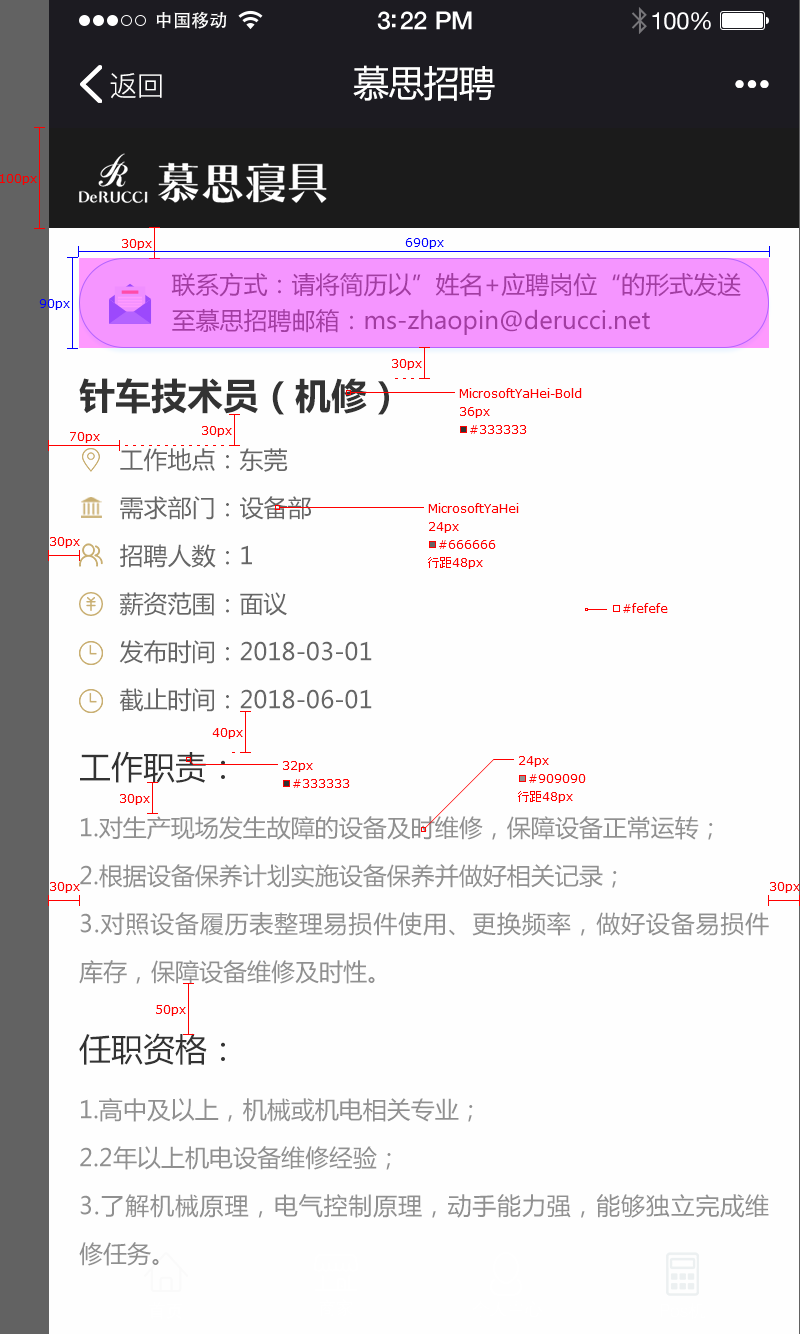 中国移动 3:22 PM 100%
返回 慕思招聘 •••
100px
DeRUCCI 慕思寝具
30px 690px
90px
联系方式：请将简历以”姓名+应聘岗位“的形式发送
至慕思招聘邮箱：ms-zhaopin@derucci.net
30px
针车技术员（机修）
MicrosoftYaHei-Bold
36px
#333333
70px 30px
工作地点：东莞
需求部门：设备部
MicrosoftYaHei
24px
#666666
行距48px
30px
招聘人数：1
薪资范围：面议
#fefefe
发布时间：2018-03-01
截止时间：2018-06-01
40px
工作职责：
32px
#333333
24px
#909090
行距48px
30px
1.对生产现场发生故障的设备及时维修，保障设备正常运转；
2.根据设备保养计划实施设备保养并做好相关记录；
30px 30px
3.对照设备履历表整理易损件使用、更换频率，做好设备易损件
库存，保障设备维修及时性。
50px
任职资格：
1.高中及以上，机械或机电相关专业；
2.2年以上机电设备维修经验；
3.了解机械原理，电气控制原理，动手能力强，能够独立完成维
修任务。